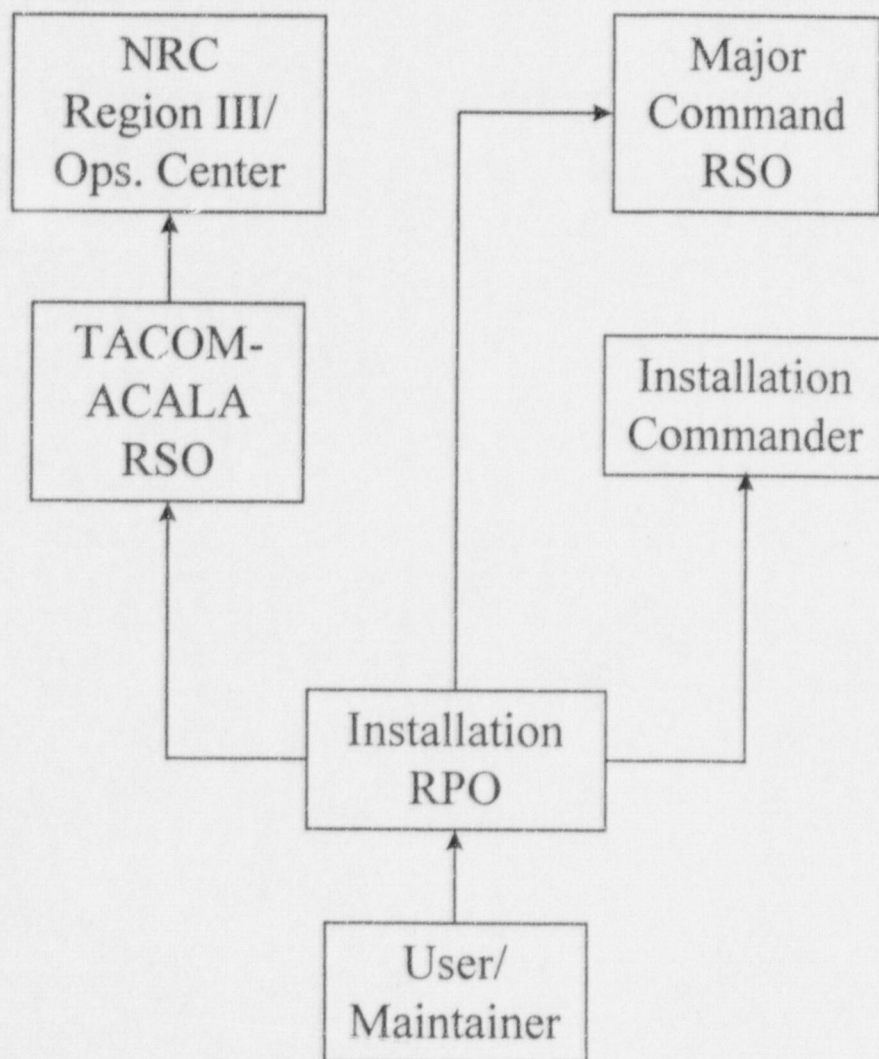 NRC
Region III/
Ops. Center
Major
Command
RSO
TACOM-
ACALA
RSO
Installation
Commander
Installation
RPO
User/
Maintainer